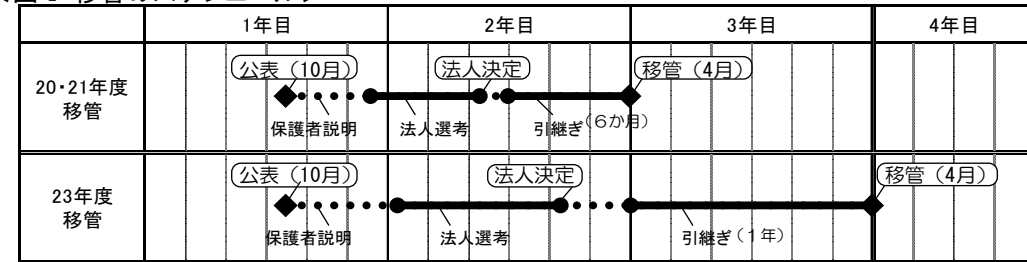 1年目 2年目 3年目 4年目
20・21年度
移管
公表（10月） 法人決定 移管（4月）
保護者説明 法人選考 引継ぎ（6か月）
23年度
移管
公表（10月） 法人決定 移管（4月）
保護者説明 法人選考 引継ぎ（1年）